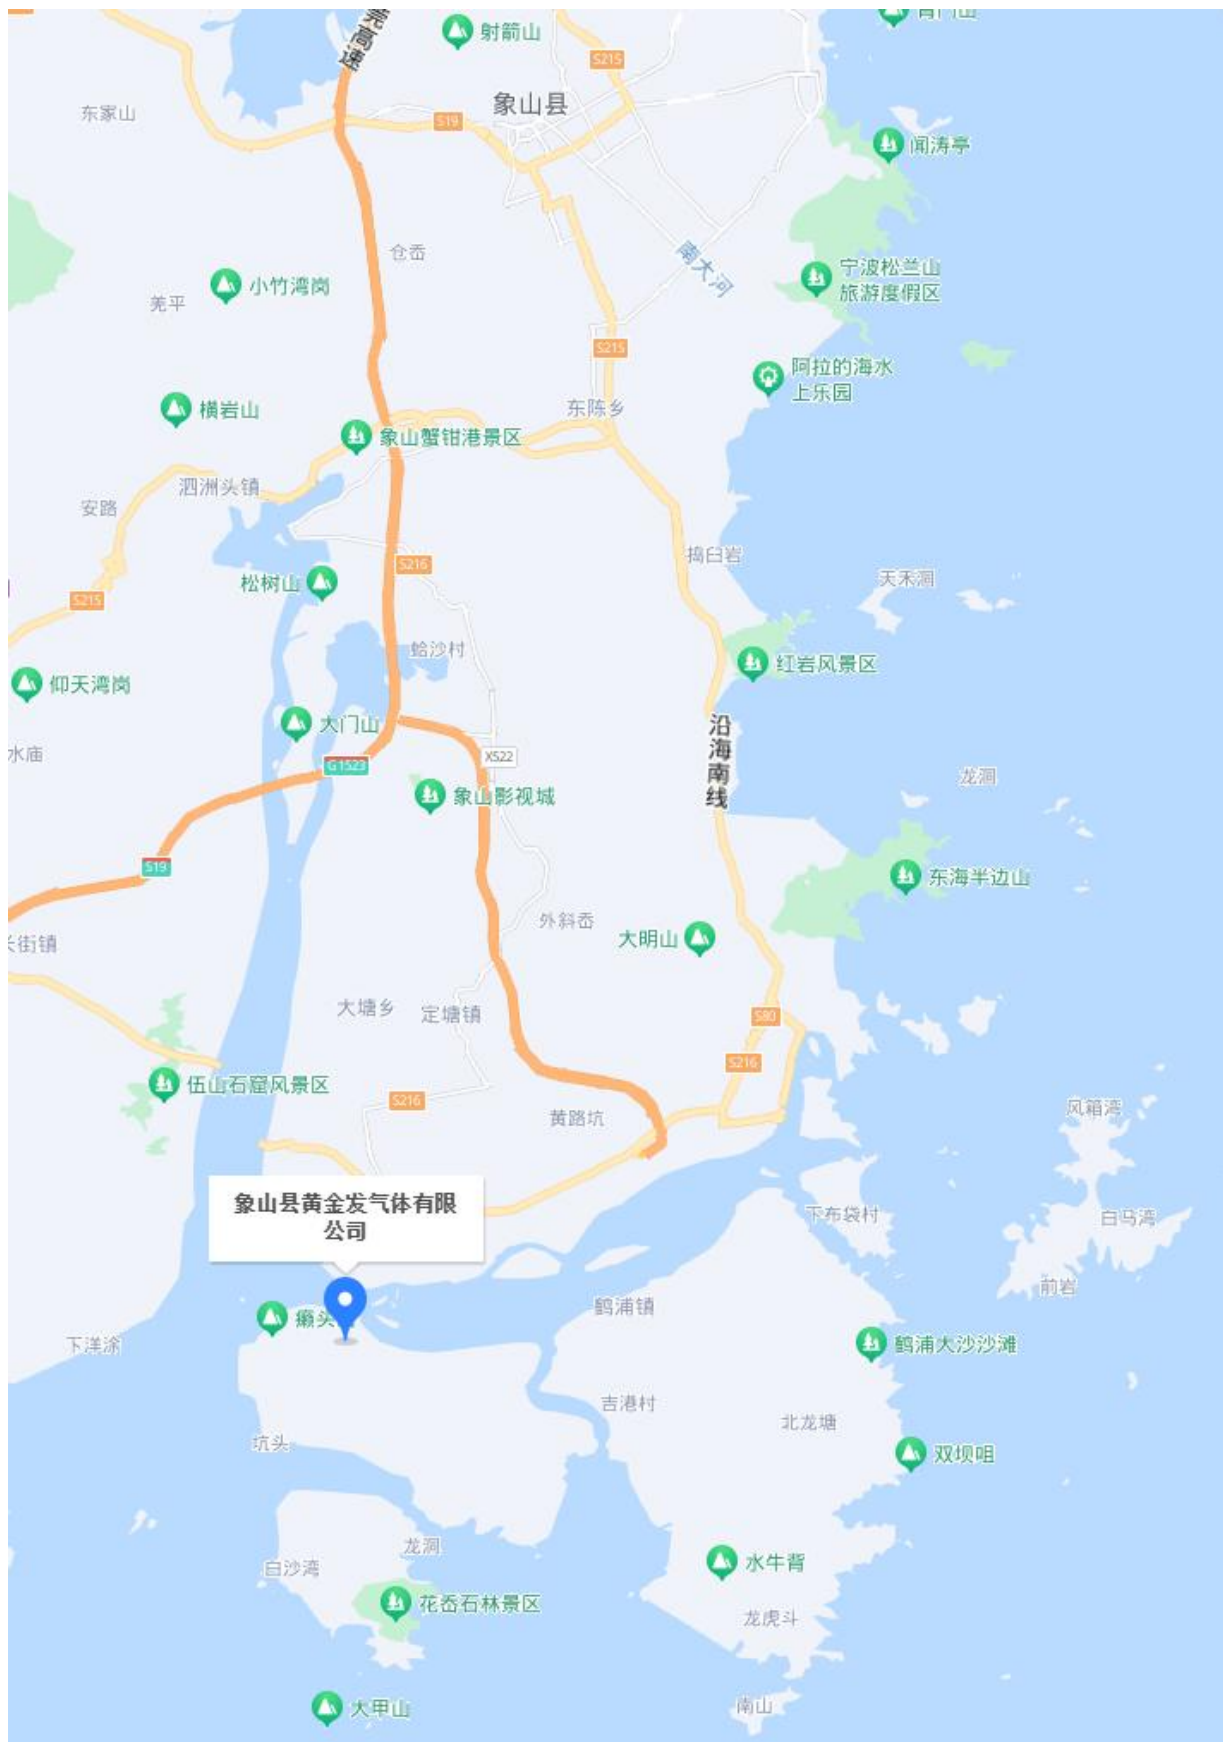 莞高速
射箭山
S215
象山县
东家山
S19
闻涛亭
仓岙
南大河
宁波松兰山
旅游度假区
小竹湾岗
羌平
S215
阿拉的海水
上乐园
横岩山
东陈乡
象山蟹钳港景区
泗洲头镇
安路
捣臼岩
S216
天禾洞
松树山
S215
蛤沙村
红岩风景区
仰天湾岗
大门山
沿海南线
水庙
X522
G1523
龙洞
象山影视城
S19
东海半边山
外斜岙
大明山
长街镇
大塘乡
定塘镇
S80
S216
伍山石窟风景区
S216
风箱湾
黄路坑
象山县黄金发气体有限
公司
下布袋村
白马湾
前岩
鹤浦镇
癞头
下洋涂
鹤浦大沙沙滩
吉港村
北龙塘
坑头
双坝咀
龙洞
白沙湾
水牛背
花岙石林景区
龙虎斗
南山
大甲山